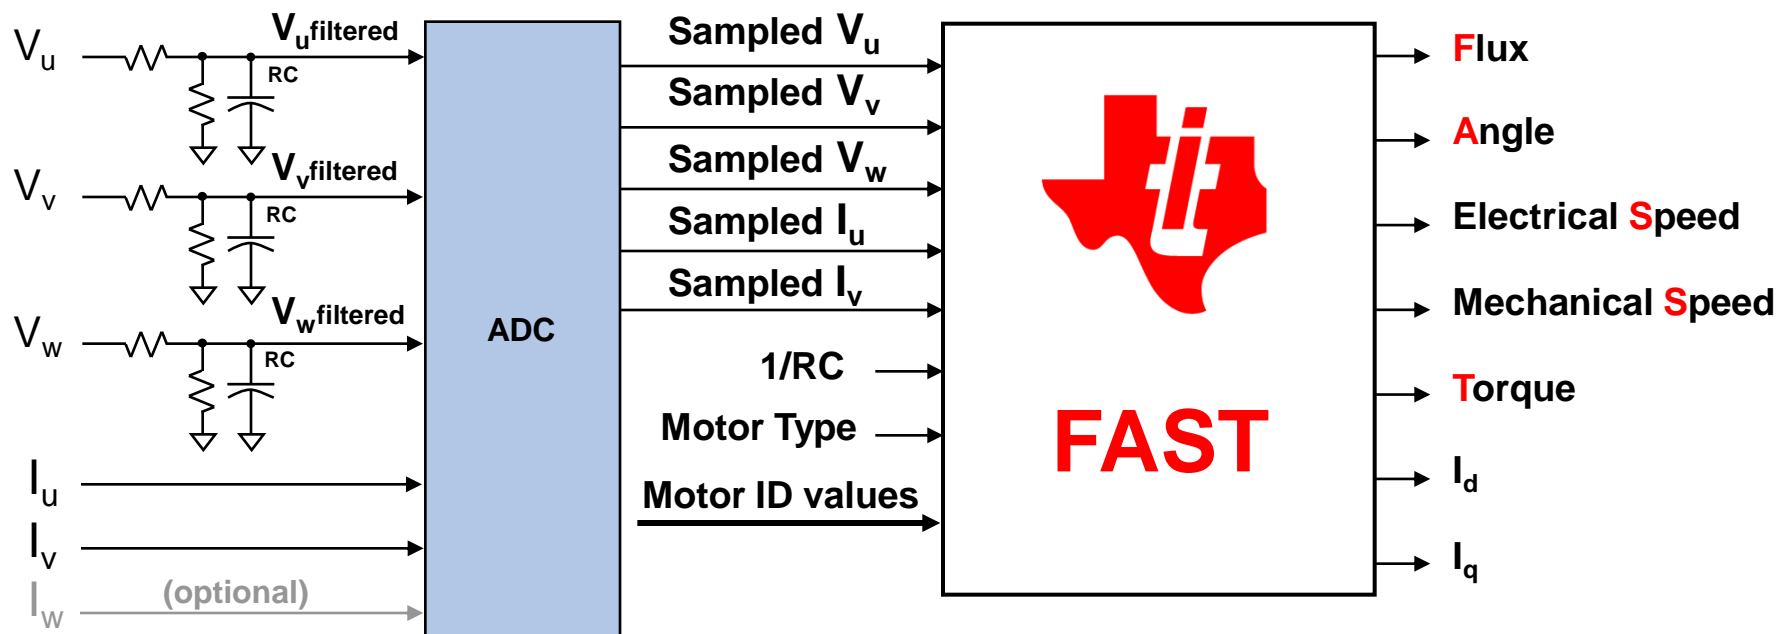 Vu
Vufiltered
RC
Vv
Vvfiltered
RC
Vw
Vwfiltered
RC
Iu
Iv
Iw
(optional)
ADC
Sampled Vu
Sampled Vv
Sampled Vw
Sampled Iu
Sampled Iv
1/RC
Motor Type
Motor ID values
ti
FAST
Flux
Angle
Electrical Speed
Mechanical Speed
Torque
Id
Iq